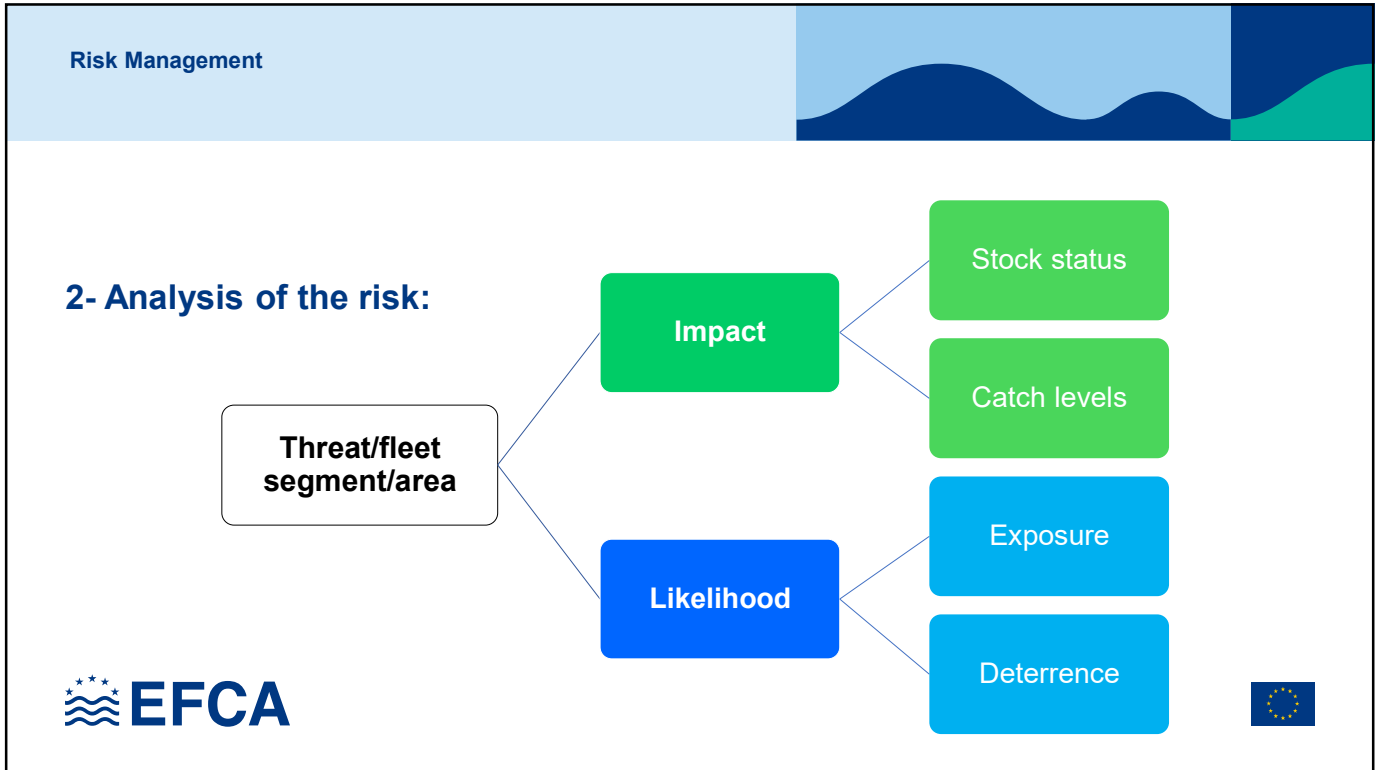 Risk Management
2- Analysis of the risk:
Threat/fleet
segment/area
Impact
Likelihood
Stock status
Catch levels
Exposure
Deterrence
EFCA